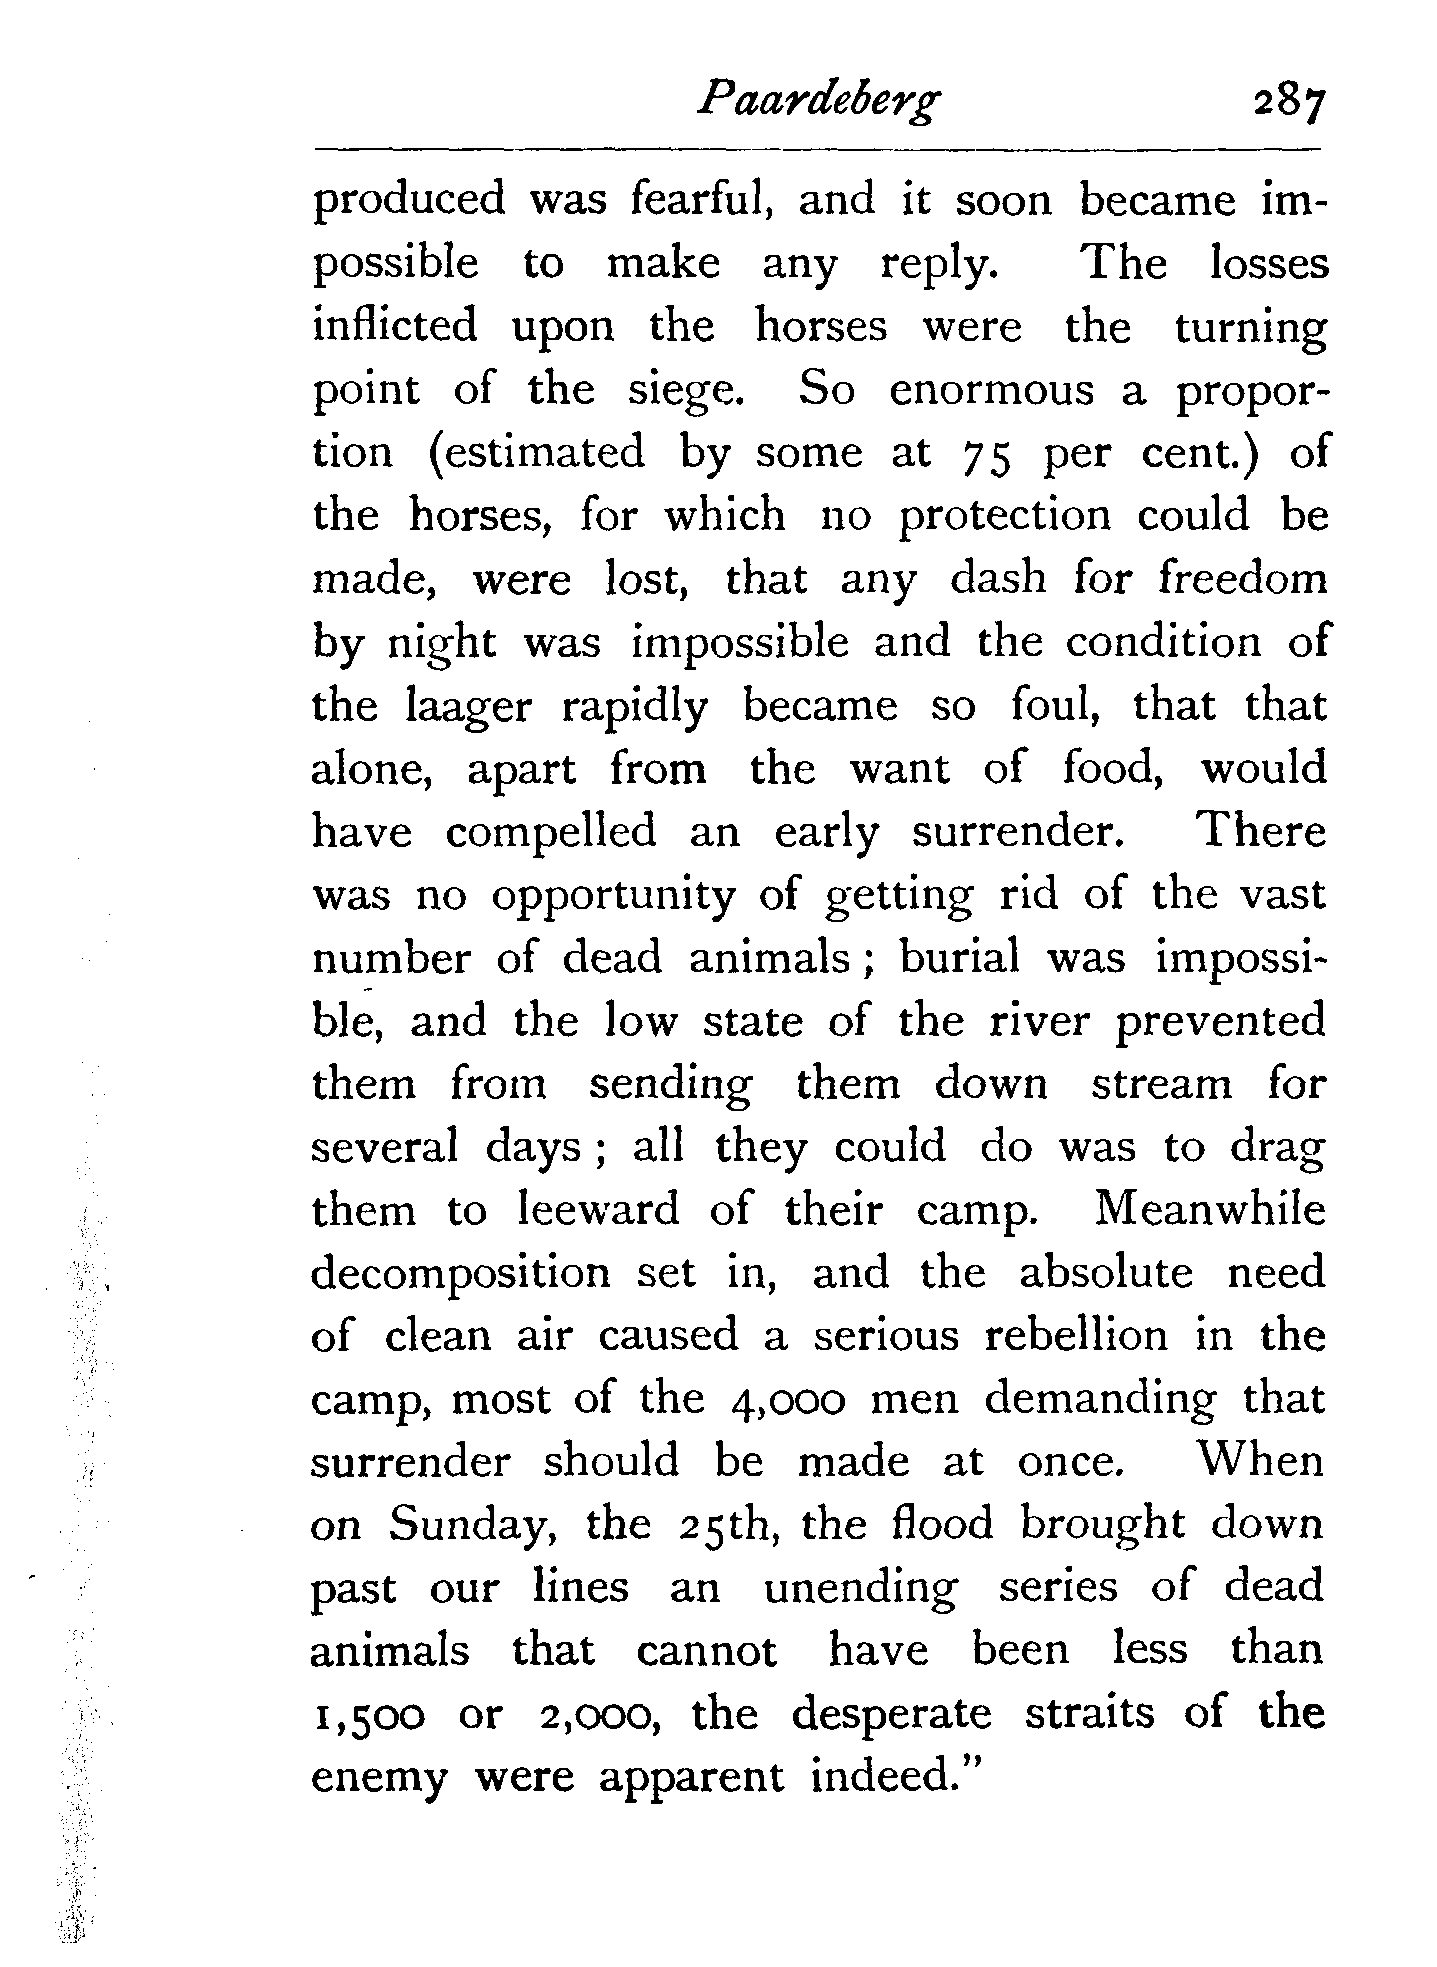 Paardeberg 287
produced was fearful, and it soon became im-
possible to make any reply. The losses
inflicted upon the horses were the turning
point of the siege. So enormous a propor-
tion (estimated by some at 75 per cent.) of
the horses, for which no protection could be
made, were lost, that any dash for freedom
by night was impossible and the condition of
the laager rapidly became so foul, that that
alone, apart from the want of food, would
have compelled an early surrender. There
was no opportunity of getting rid of the vast
number of dead animals ; burial was impossi-
ble, and the low state of the river prevented
them from sending them down stream for
several days ; all they could do was to drag
them to leeward of their camp. Meanwhile
decomposition set in, and the absolute need
of clean air caused a serious rebellion in the
camp, most of the 4,000 men demanding that
surrender should be made at once. When
on Sunday, the 25th, the flood brought down
past our lines an unending series of dead
animals that cannot have been less than
1,500 or 2,000, the desperate straits of the
enemy were apparent indeed."